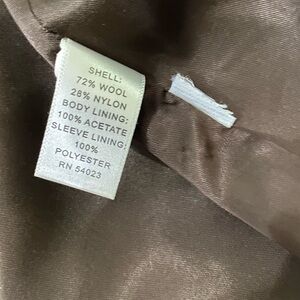 SHELL:
72% WOOL
28% NYLON
BODY LINING:
100% ACETATE
SLEEVE LINING:
100%
POLYESTER
RN 54023